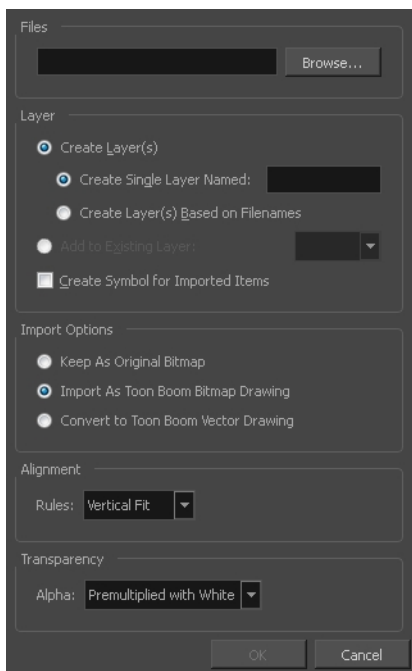 Files
Browse...
Layer
Create Layer(s)
Create Single Layer Named:
Create Layer(s) Based on Filenames
Add to Existing Layer:
Create Symbol for Imported Items
Import Options
Keep As Original Bitmap
Import As Toon Boom Bitmap Drawing
Convert to Toon Boom Vector Drawing
Alignment
Rules: Vertical Fit
Transparency
Alpha: Premultiplied with White
OK Cancel